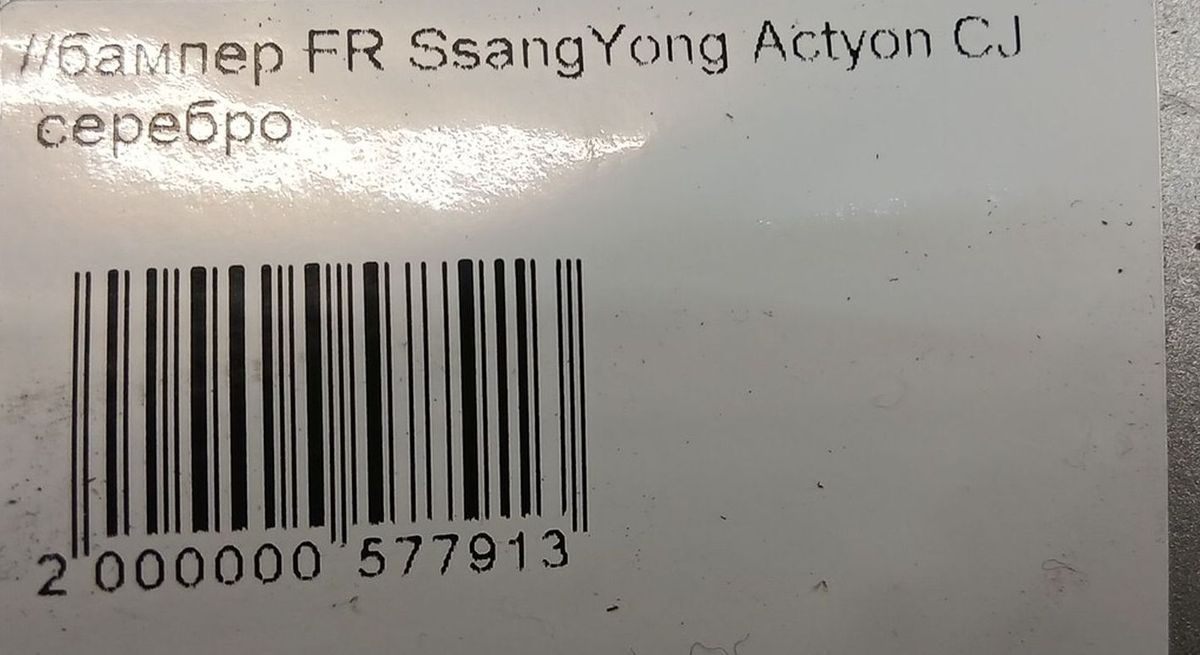 //бампер FR SsangYong Actyon CJ
серебро
2 000000 577913